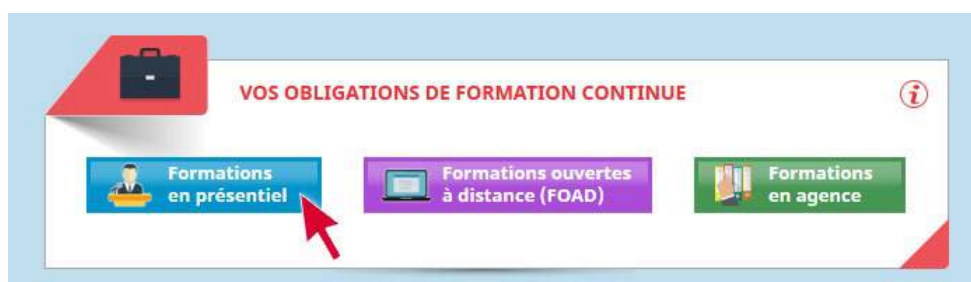 VOS OBLIGATIONS DE FORMATION CONTINUE
i
Formations
en présentiel
Formations ouvertes
à distance (FOAD)
Formations
en agence